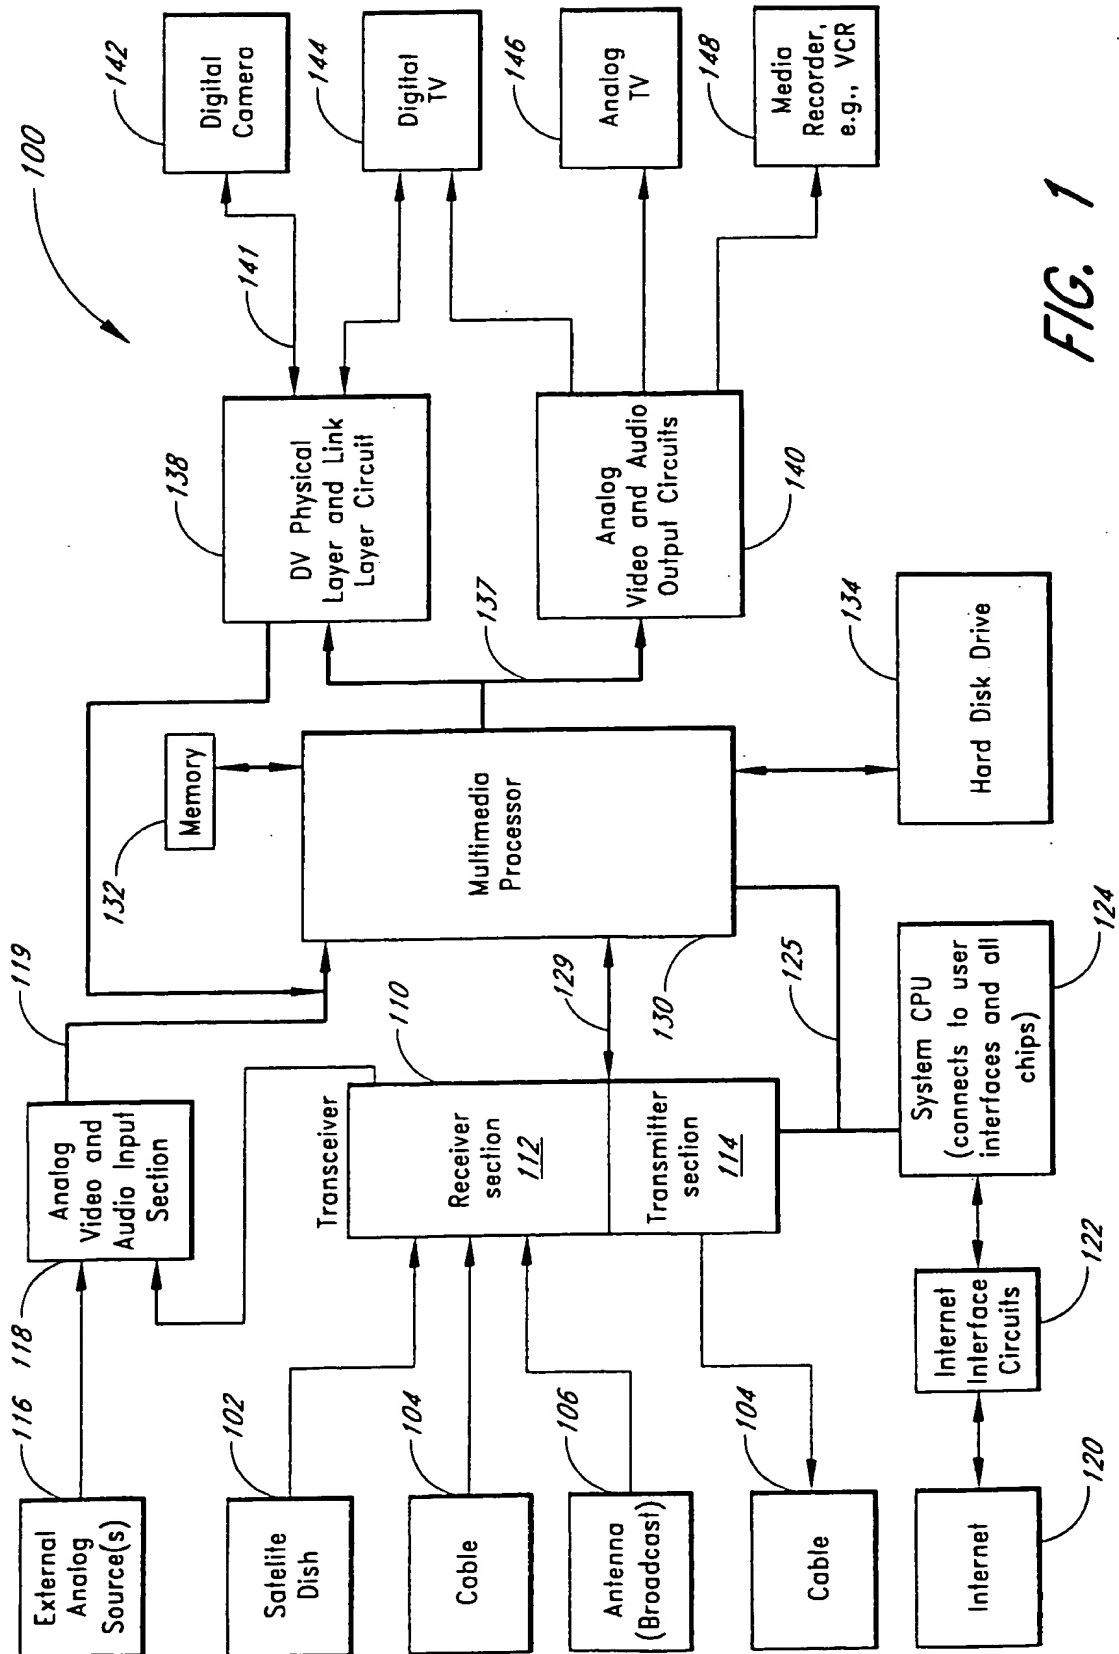 100
142
Digital
Camera
144
Digital
TV
146
Analog
TV
148
Media
Recorder,
e.g., VCR
141
138
DV Physical
Layer and Link
Layer Circuit
Analog
Video and Audio
Output Circuits
140
137
132
Memory
Multimedia
Processor
130
134
Hard Disk Drive
119
129
125
110
Transceiver
Receiver
section
112
Transmitter
section
114
System CPU
(connects to user
interfaces and all
chips)
124
Analog
Video and
Audio Input
Section
118
Internet
Interface
Circuits
122
116
External
Analog
Source(s)
102
Satelite
Dish
104
Cable
106
Antenna
(Broadcast)
104
Cable
Internet
120
FIG. 1